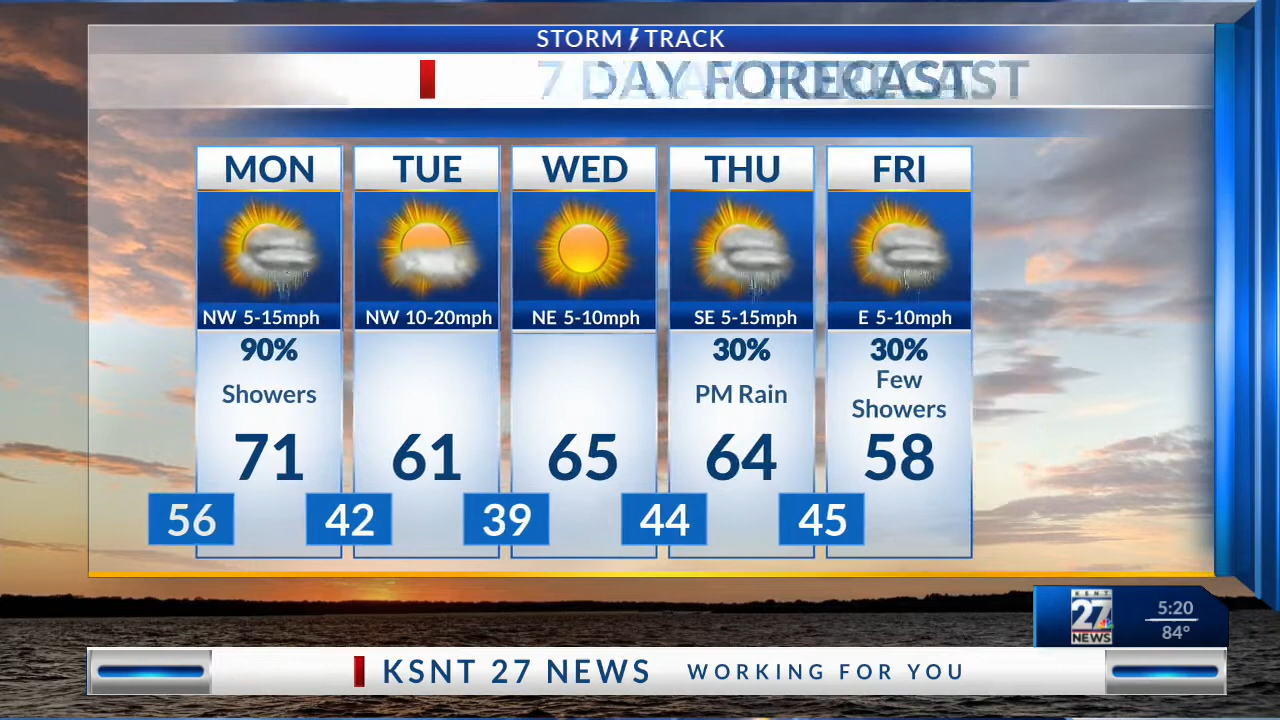 STORM TRACK
7 DAY FORECAST
MON TUE WED THU FRI
NW 5-15mph NW 10-20mph NE 5-10mph SE 5-15mph E 5-10mph
90% 30% 30%
Showers PM Rain Few Showers
71 61 65 64 58
56 42 39 44 45
KSNT
27
NEWS
5:20
84°
KSNT 27 NEWS WORKING FOR YOU